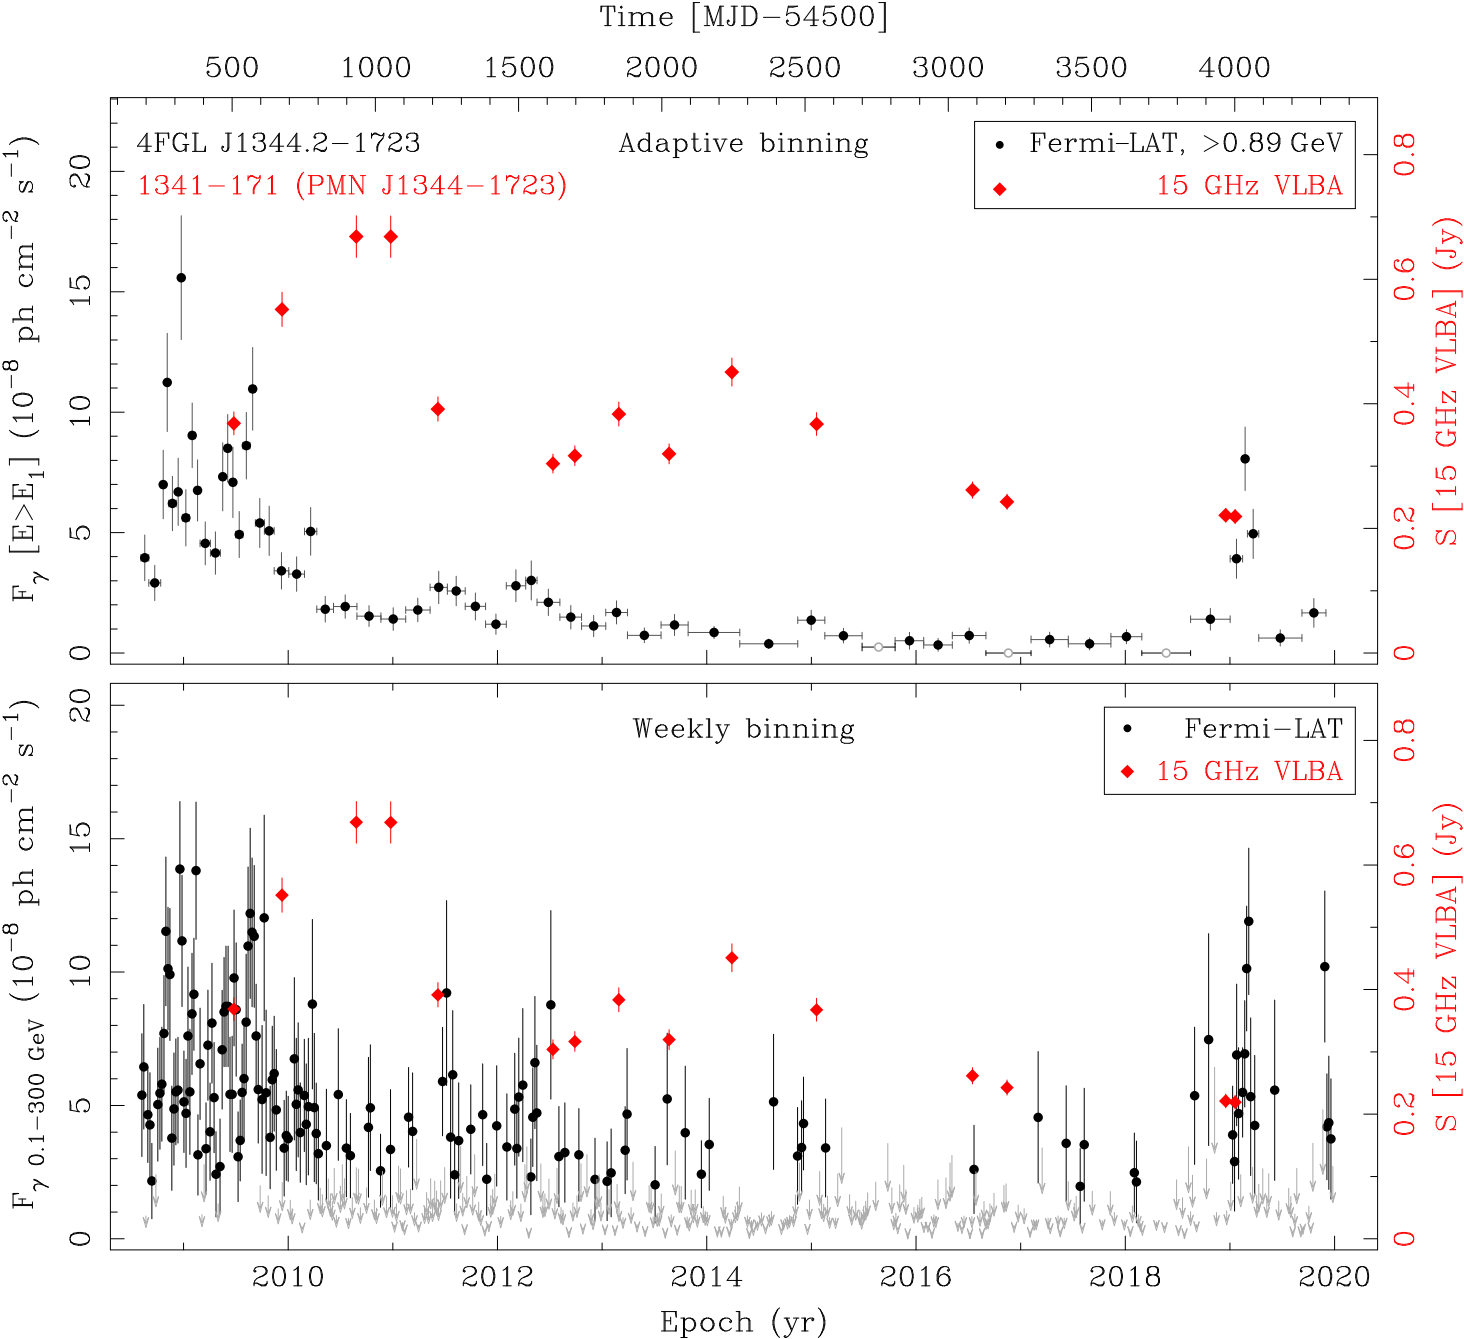 Time [MJD−54500]
500 1000 1500 2000 2500 3000 3500 4000
4FGL J1344.2−1723
1341−171 (PMN J1344−1723)
Adaptive binning
Fermi−LAT, >0.89 GeV
15 GHz VLBA
F_γ [E>E_1] (10^−8 ph cm^−2 s^−1)
20
15
10
5
0
S [15 GHz VLBA] (Jy)
0.8
0.6
0.4
0.2
0
Weekly binning
Fermi−LAT
15 GHz VLBA
F_γ 0.1−300 GeV (10^−8 ph cm^−2 s^−1)
20
15
10
5
0
S [15 GHz VLBA] (Jy)
0.8
0.6
0.4
0.2
0
2010 2012 2014 2016 2018 2020
Epoch (yr)